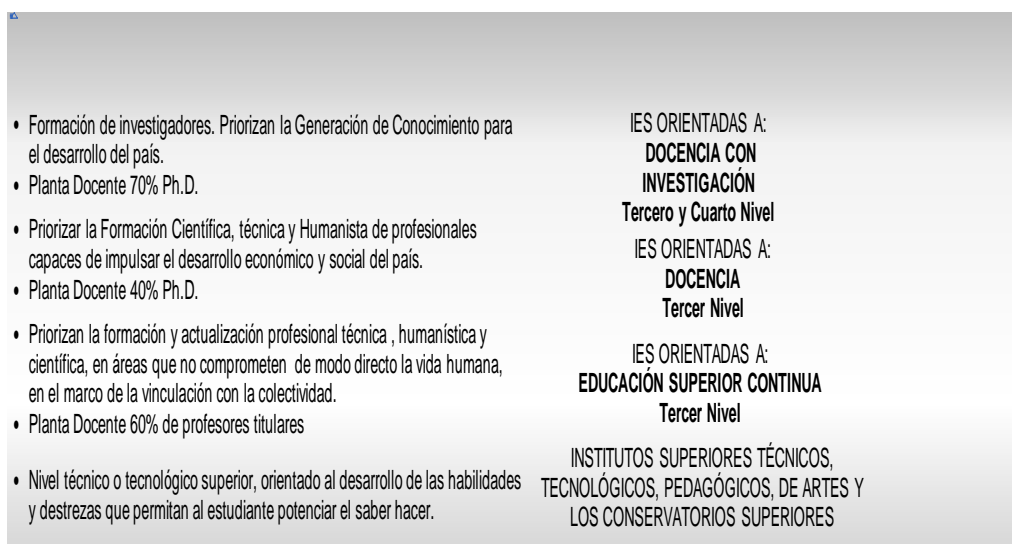 • Formación de investigadores. Priorizan la Generación de Conocimiento para
el desarrollo del país.
• Planta Docente 70% Ph.D.
IES ORIENTADAS A:
DOCENCIA CON
INVESTIGACIÓN
Tercero y Cuarto Nivel
• Priorizar la Formación Científica, técnica y Humanista de profesionales
capaces de impulsar el desarrollo económico y social del país.
• Planta Docente 40% Ph.D.
IES ORIENTADAS A:
DOCENCIA
Tercer Nivel
• Priorizan la formación y actualización profesional técnica , humanística y
científica, en áreas que no comprometen de modo directo la vida humana,
en el marco de la vinculación con la colectividad.
• Planta Docente 60% de profesores titulares
IES ORIENTADAS A:
EDUCACIÓN SUPERIOR CONTINUA
Tercer Nivel
• Nivel técnico o tecnológico superior, orientado al desarrollo de las habilidades
y destrezas que permitan al estudiante potenciar el saber hacer.
INSTITUTOS SUPERIORES TÉCNICOS,
TECNOLÓGICOS, PEDAGÓGICOS, DE ARTES Y
LOS CONSERVATORIOS SUPERIORES